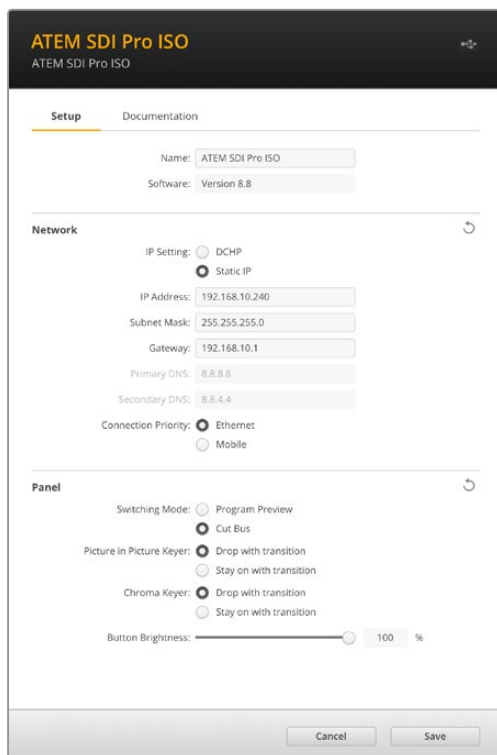 ATEM SDI Pro ISO
ATEM SDI Pro ISO
Setup Documentation
Name: ATEM SDI Pro ISO
Software: Version 8.8
Network
IP Setting: DCHP
Static IP
IP Address: 192.168.10.240
Subnet Mask: 255.255.255.0
Gateway: 192.168.10.1
Primary DNS: 8.8.8.8
Secondary DNS: 8.8.4.4
Connection Priority: Ethernet
Mobile
Panel
Switching Mode: Program Preview
Cut Bus
Picture in Picture Keyer: Drop with transition
Stay on with transition
Chroma Keyer: Drop with transition
Stay on with transition
Button Brightness: 100 %
Cancel Save